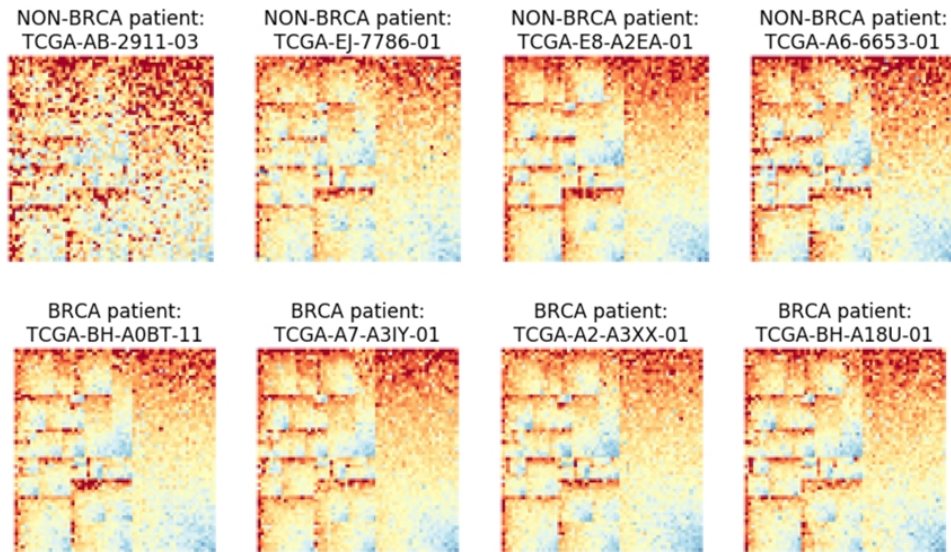 NON-BRCA patient:
TCGA-AB-2911-03
NON-BRCA patient:
TCGA-EJ-7786-01
NON-BRCA patient:
TCGA-E8-A2EA-01
NON-BRCA patient:
TCGA-A6-6653-01
BRCA patient:
TCGA-BH-A0BT-11
BRCA patient:
TCGA-A7-A3IY-01
BRCA patient:
TCGA-A2-A3XX-01
BRCA patient:
TCGA-BH-A18U-01